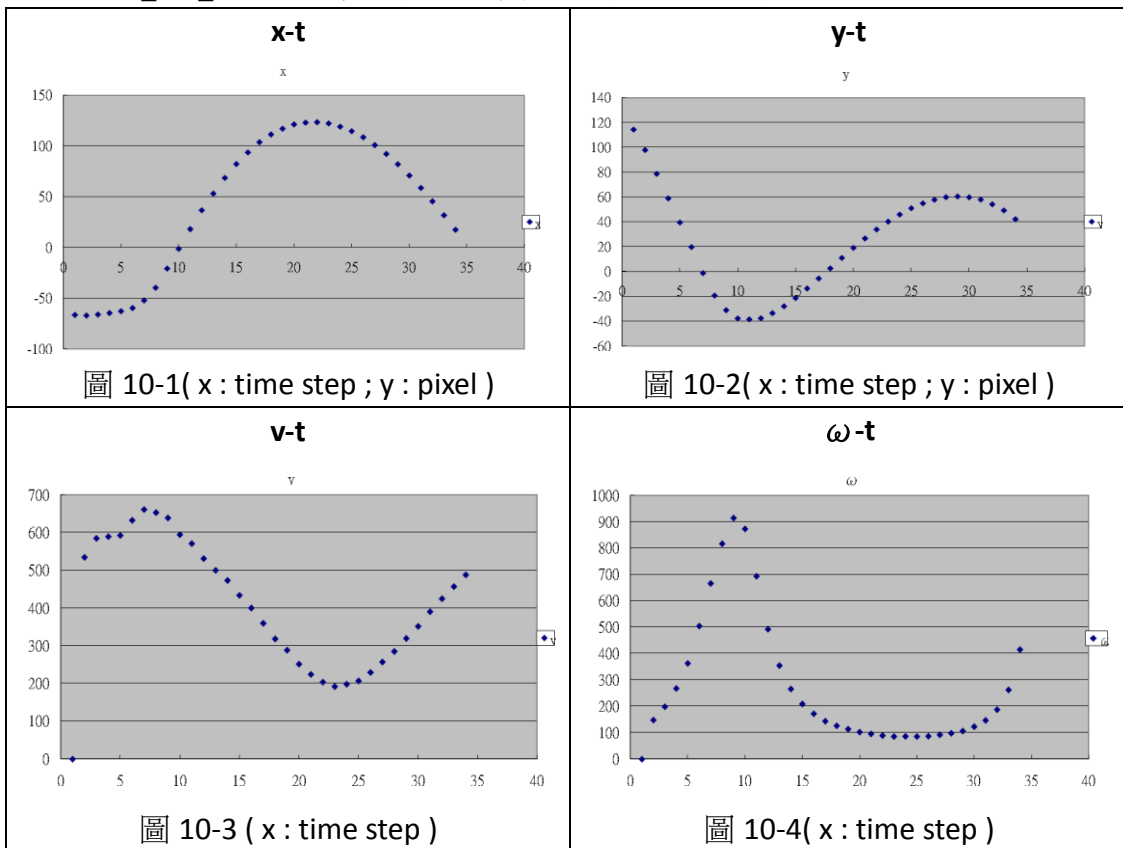 x-t
x
150
100
50
0
-50
-100
0 5 10 15 20 25 30 35 40
x
圖 10-1( x : time step ; y : pixel )
y-t
y
140
120
100
80
60
40
20
0
-20
-40
-60
0 5 10 15 20 25 30 35 40
y
圖 10-2( x : time step ; y : pixel )
v-t
v
700
600
500
400
300
200
100
0
0 5 10 15 20 25 30 35 40
v
圖 10-3 ( x : time step )
ω-t
ω
1000
900
800
700
600
500
400
300
200
100
0
0 5 10 15 20 25 30 35 40
ω
圖 10-4( x : time step )